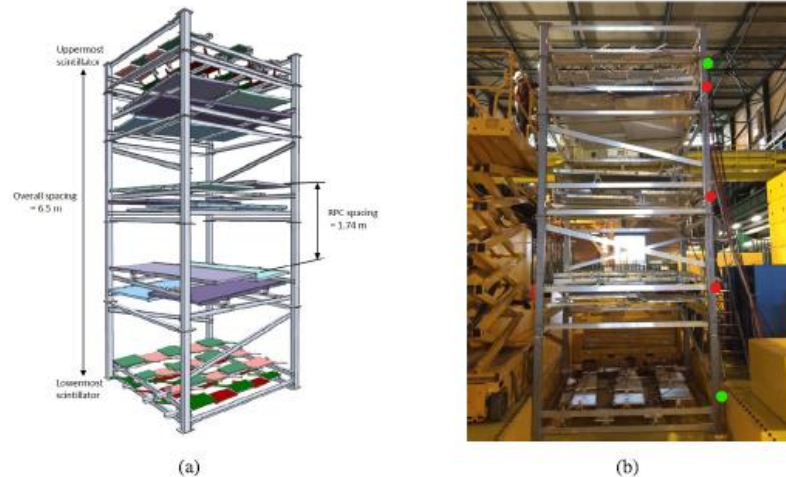 Uppermost
scintillator
Overall spacing
= 6.5 m
RPC spacing
= 1.74 m
Lowermost
scintillator
(a)
(b)